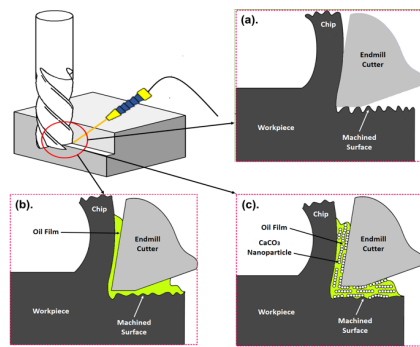 (a).
Chip
Endmill
Cutter
Workpiece
Machined
Surface
(b).
Chip
Oil Film
Endmill
Cutter
Workpiece
Machined
Surface
(c).
Chip
Oil Film
CaCO₃
Nanoparticle
Endmill
Cutter
Workpiece
Machined
Surface